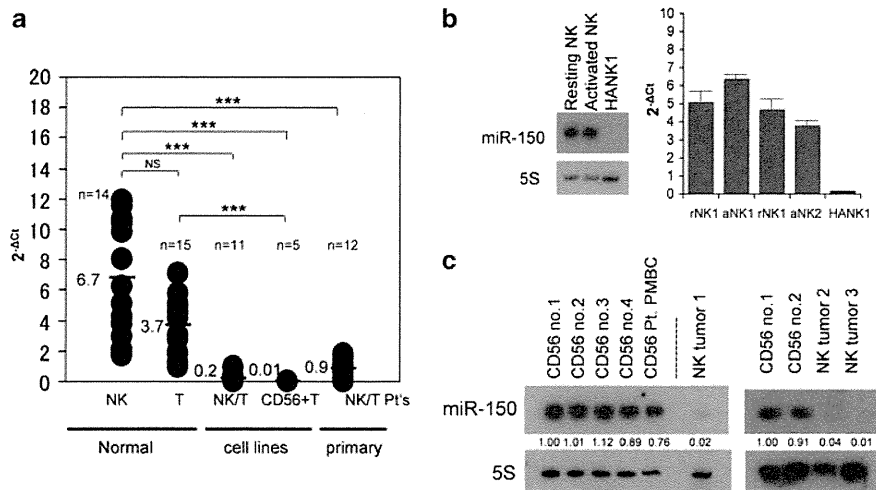 a
20
18
16
14
12
10
8
6
4
2
0
2-ΔCt
***
***
***
NS
***
n=14
n=15
n=11
n=5
n=12
6.7
3.7
0.2
0.01
0.9
NK
T
NK/T
CD56+T
NK/T Pt's
Normal
cell lines
primary
b
Resting NK
Activated NK
HANK1
miR-150
5S
10
9
8
7
6
5
4
3
2
1
0
2-ΔCt
rNK1
aNK1
rNK1
aNK2
HANK1
c
CD56 no.1
CD56 no.2
CD56 no.3
CD56 no.4
CD56 Pt. PMBC
NK tumor 1
CD56 no.1
CD56 no.2
NK tumor 2
NK tumor 3
miR-150
1.00 1.01 1.12 0.89 0.76 0.02
1.00 0.91 0.04 0.01
5S